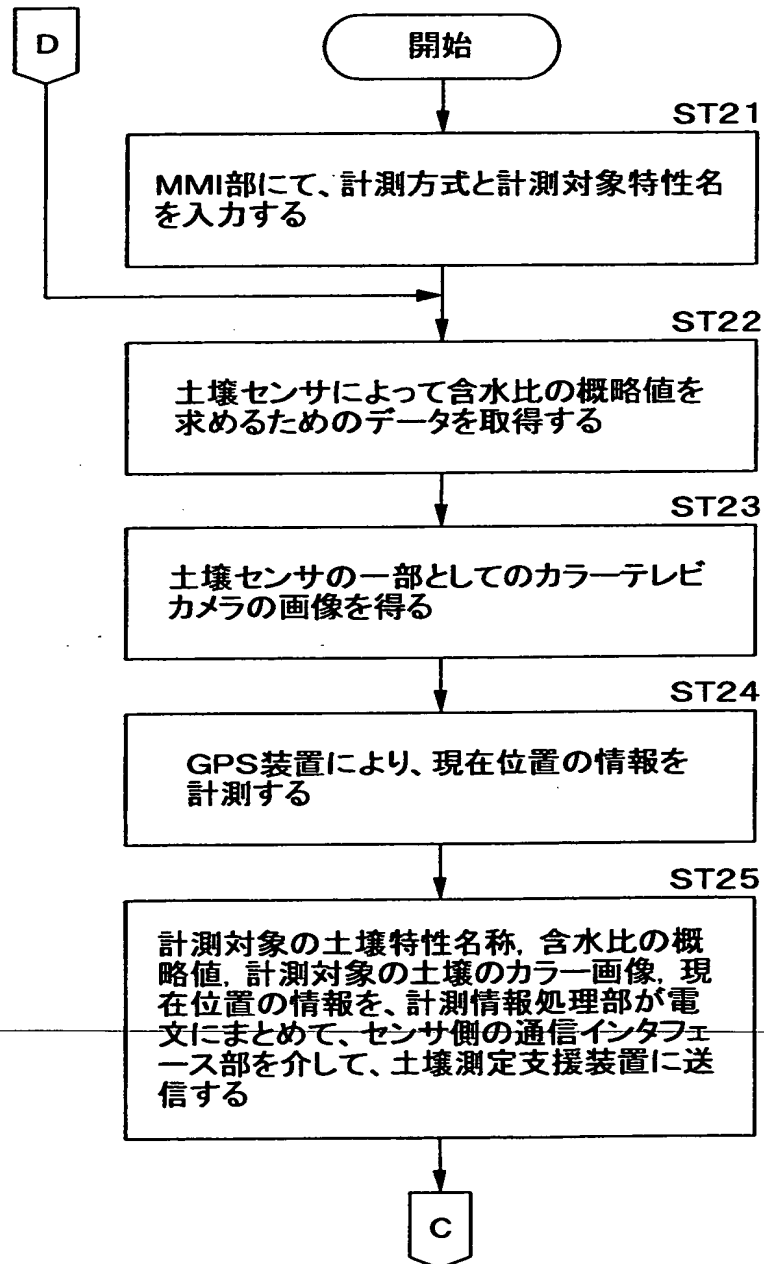 D
開始
ST21
MMI部にて、計測方式と計測対象特性名
を入力する
ST22
土壌センサによって含水比の概略値を
求めるためのデータを取得する
ST23
土壌センサの一部としてのカラーテレビ
カメラの画像を得る
ST24
GPS装置により、現在位置の情報を
計測する
ST25
計測対象の土壌特性名称, 含水比の概
略値, 計測対象の土壌のカラー画像, 現
在位置の情報を、計測情報処理部が電
文にまとめて、センサ側の通信インタフェ
ース部を介して、土壌測定支援装置に送
信する
C